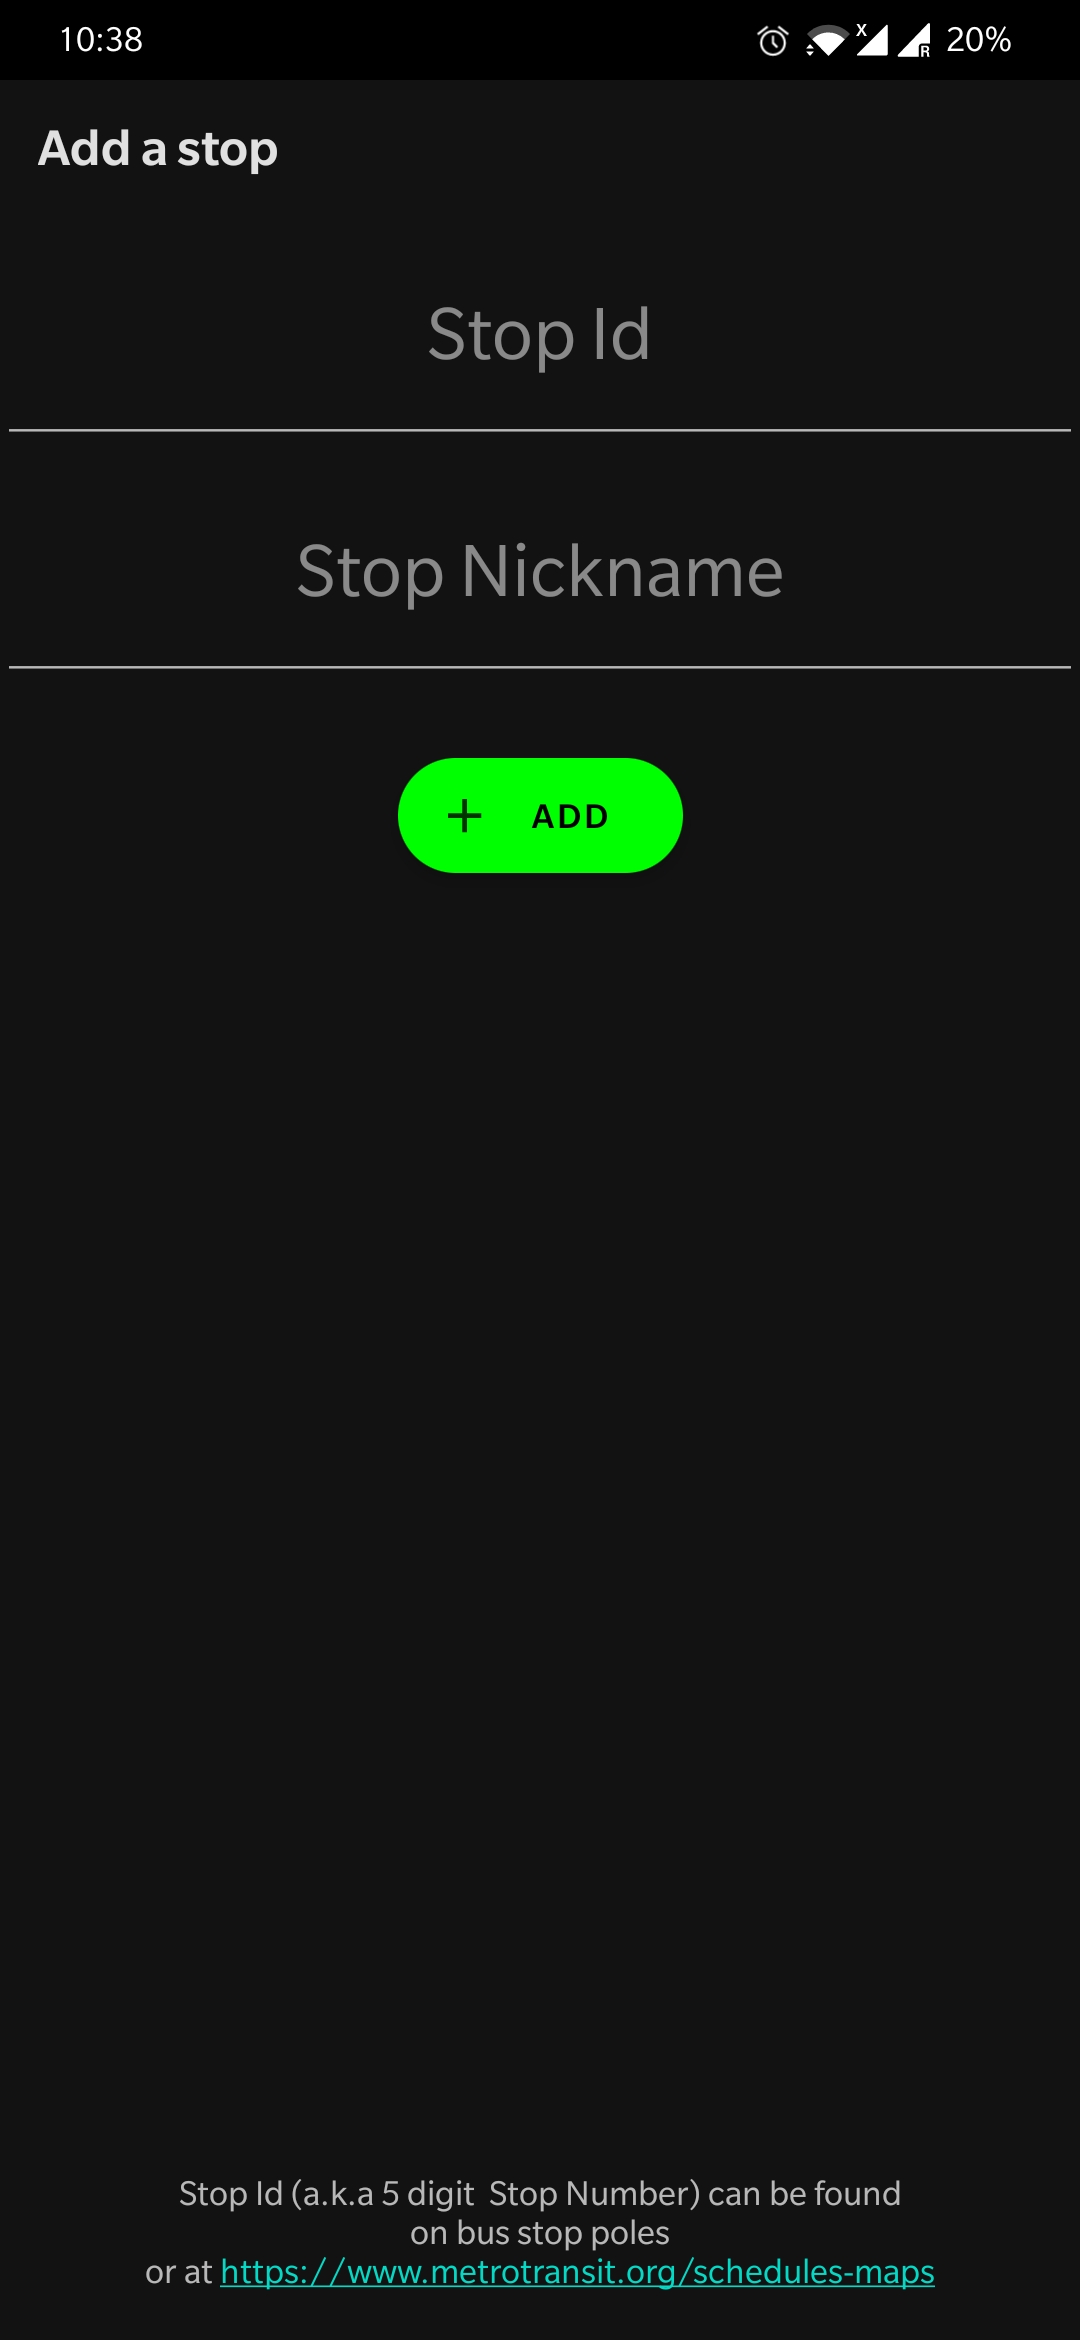 10:38
X
R
20%
Add a stop
Stop Id
Stop Nickname
+ ADD
Stop Id (a.k.a 5 digit  Stop Number) can be found
on bus stop poles
or at https://www.metrotransit.org/schedules-maps